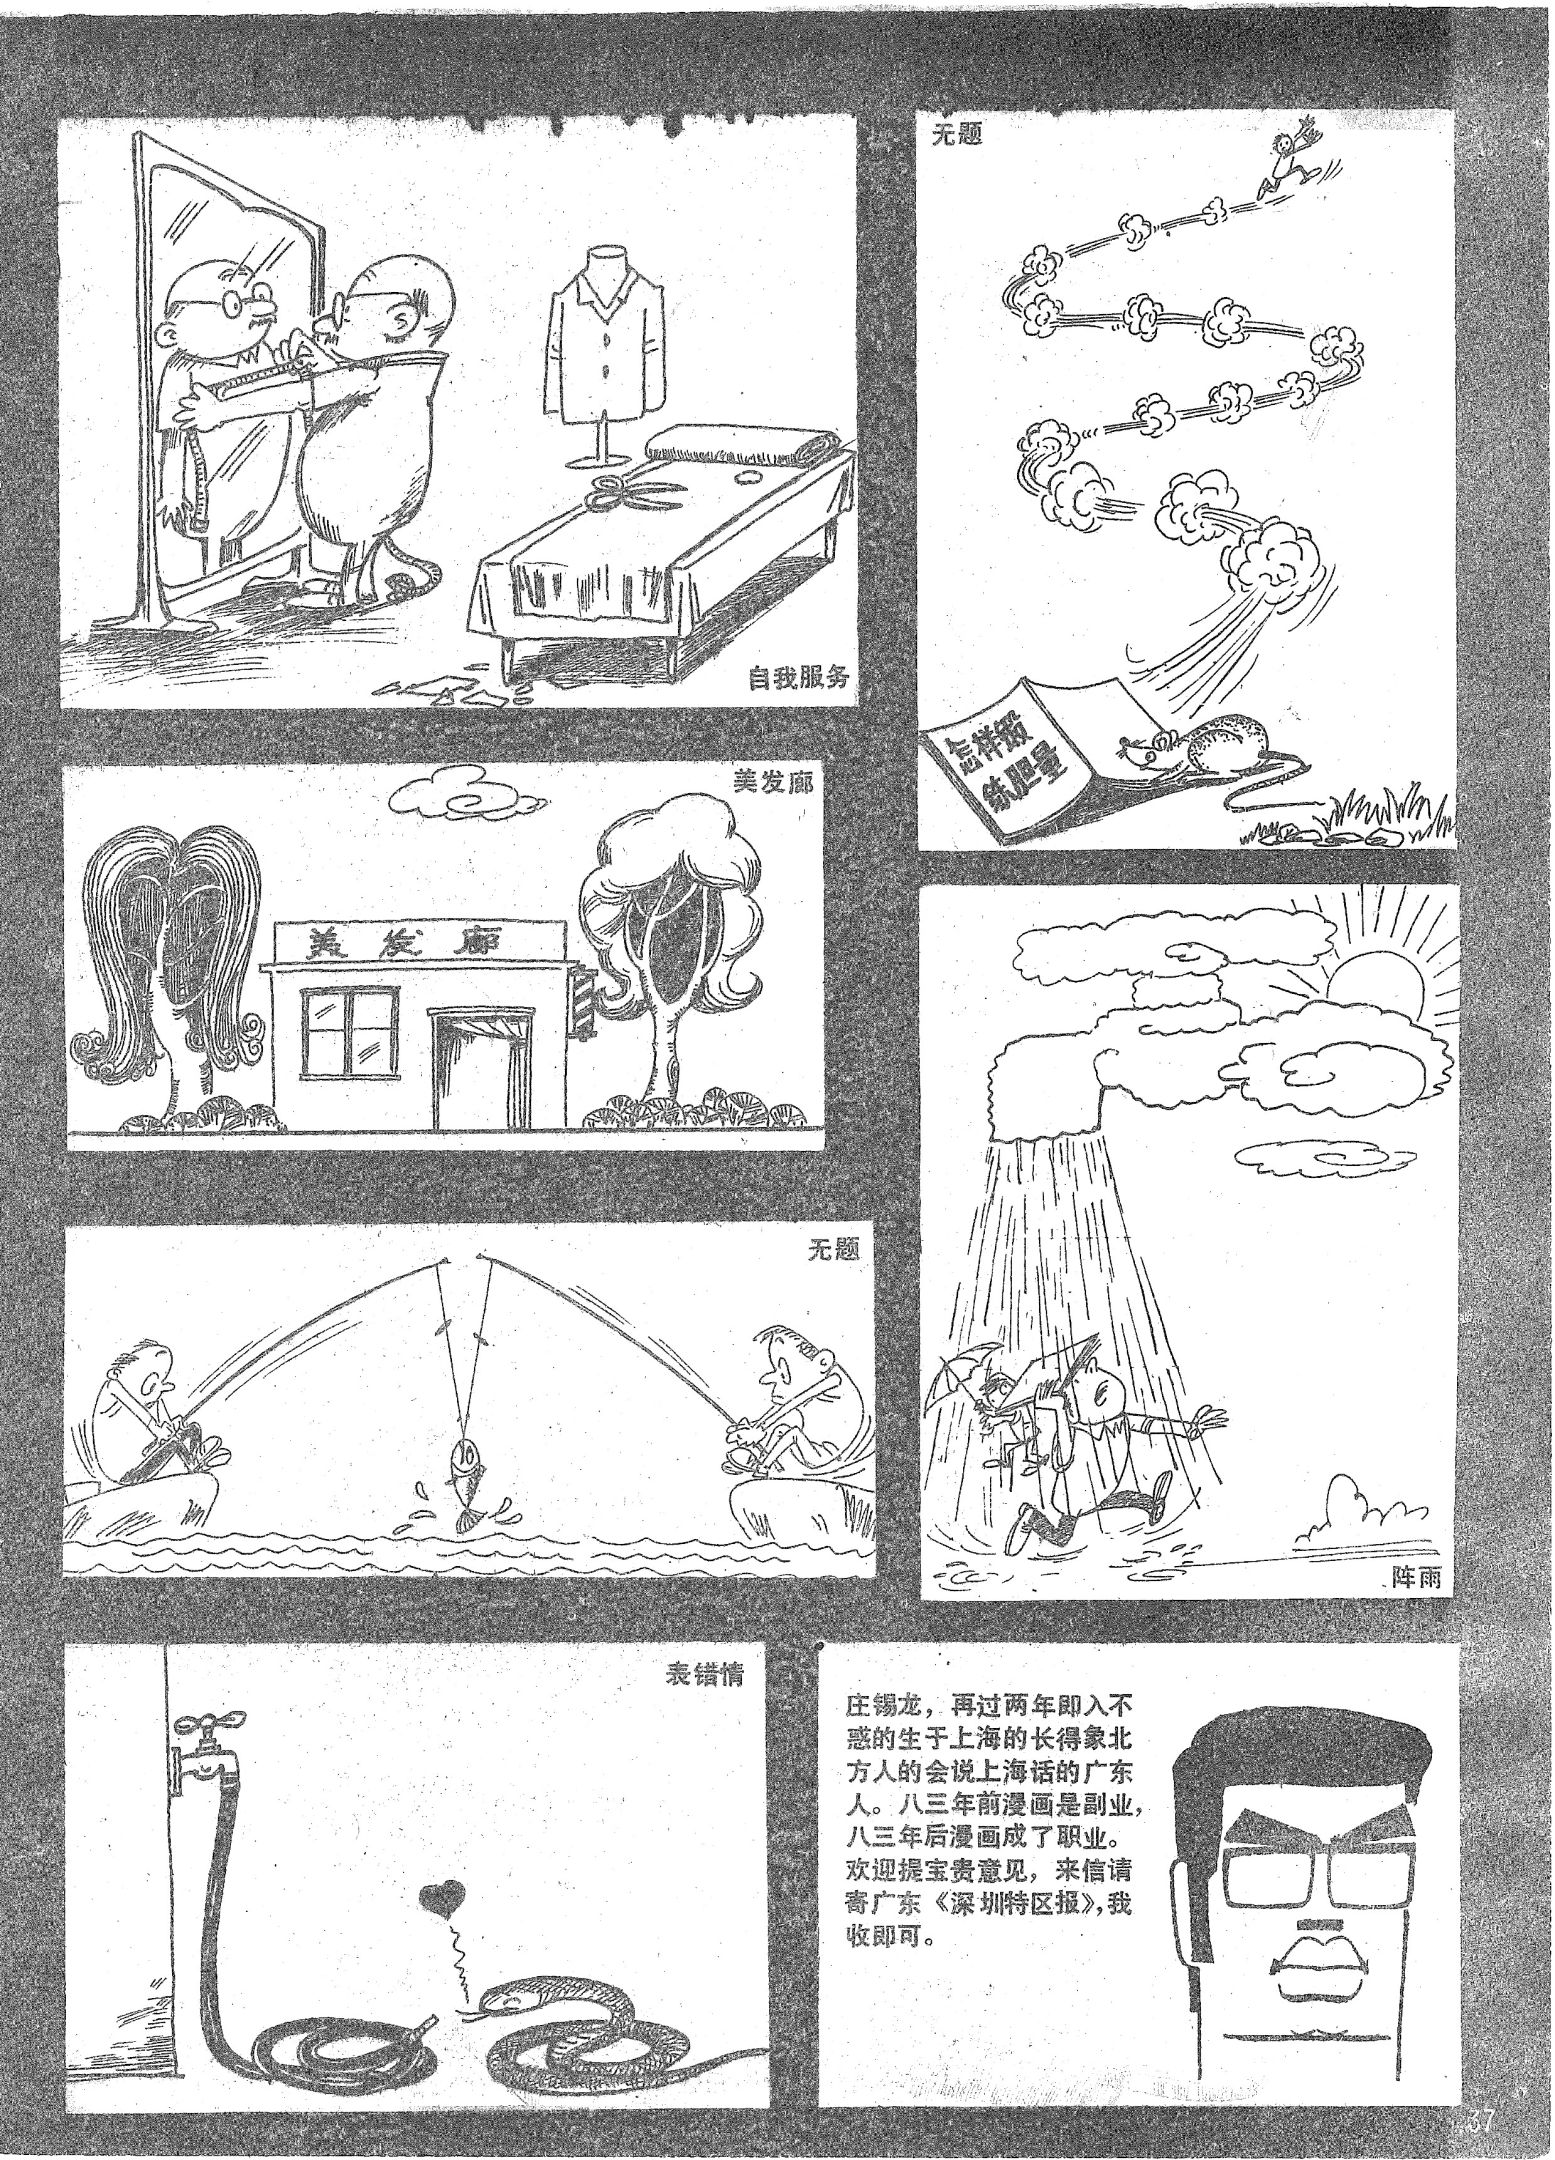 无题
自我服务
怎样锻
练胆量
美发廊
美发廊
无题
阵雨
表错情
庄锡龙，再过两年即入不
惑的生于上海的长得象北
方人的会说上海话的广东
人。八三年前漫画是副业，
八三年后漫画成了职业。
欢迎提宝贵意见，来信请
寄广东《深圳特区报》，我
收即可。
37